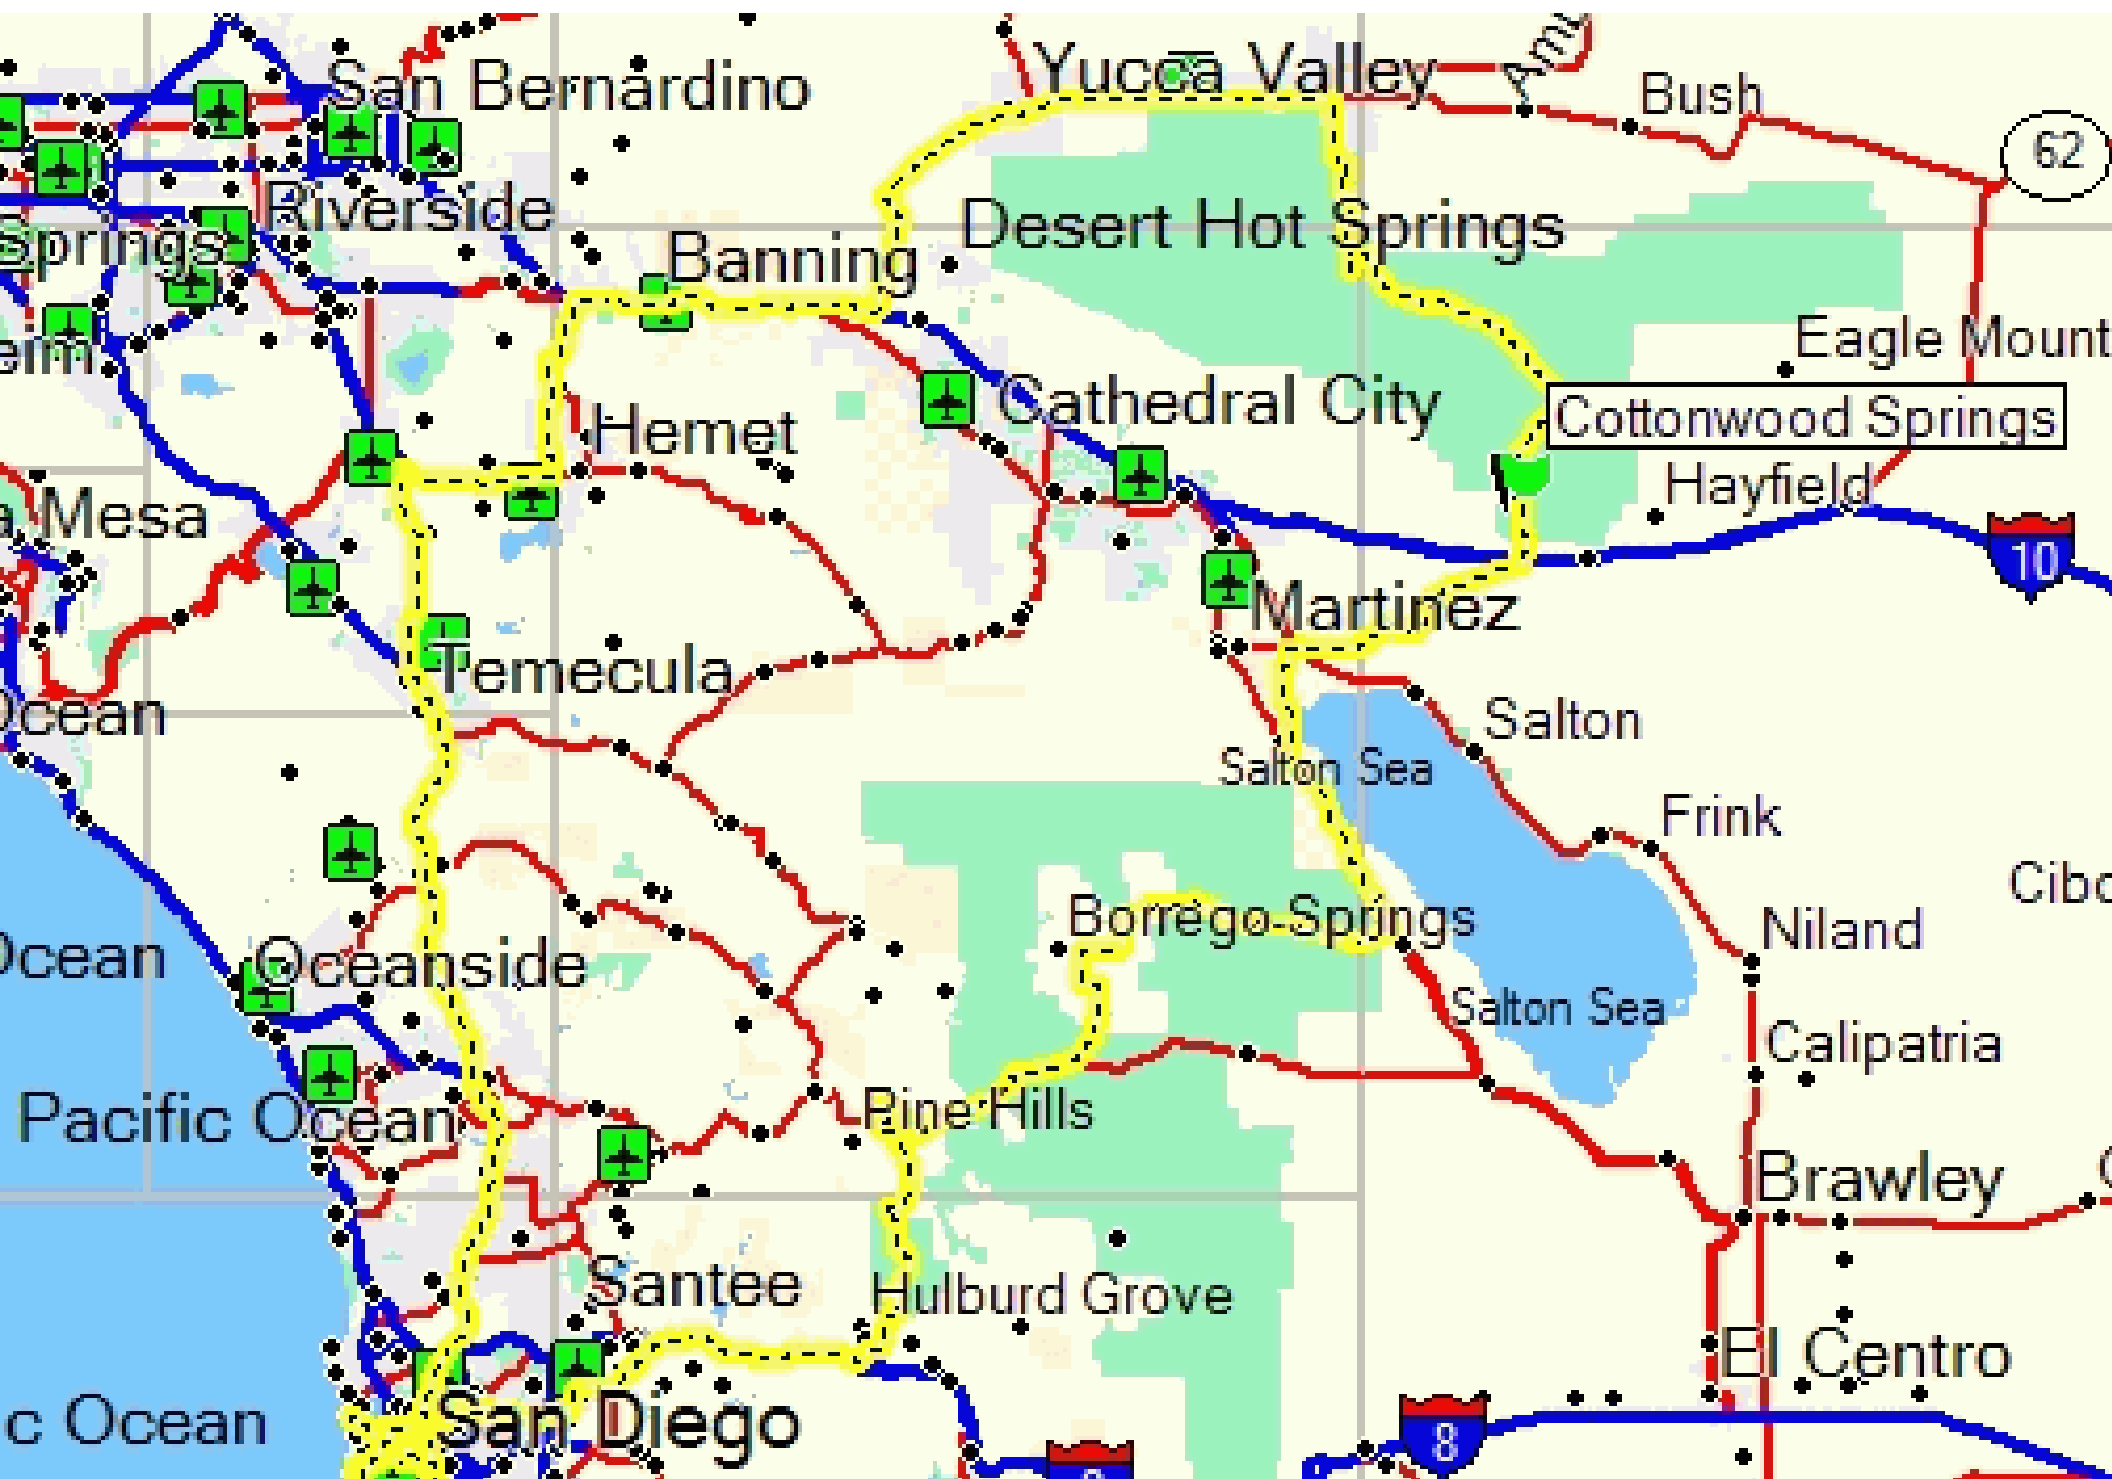 San Bernardino
Yucca Valley
Bush
62
Riverside
Springs
Desert Hot Springs
Banning
Eagle Mount
Cathedral City
Cottonwood Springs
Hemet
Hayfield
a Mesa
10
Martinez
Temecula
Ocean
Salton
Salton Sea
Frink
Borrego Springs
Niland
Ocean
Oceanside
Salton Sea
Calipatria
Pacific Ocean
Pine Hills
Brawley
Santee
Hulburd Grove
El Centro
c Ocean
San Diego
8